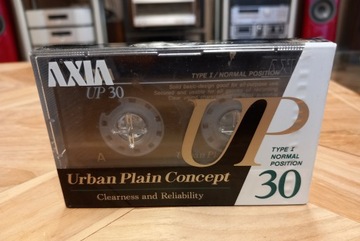 AXIA
UP 30
TYPE I / NORMAL POSITION
A
UP
TYPE I
NORMAL
POSITION
30
Urban Plain Concept
Clearness and Reliability